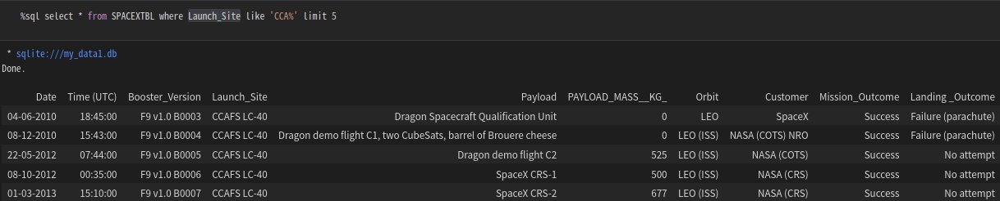 %sql select * from SPACEXTBL where Launch_Site like 'CCA%' limit 5
* sqlite:///my_data1.db
Done.
Date Time (UTC) Booster_Version Launch_Site Payload PAYLOAD_MASS__KG_ Orbit Customer Mission_Outcome Landing _Outcome
04-06-2010 18:45:00 F9 v1.0 B0003 CCAFS LC-40 Dragon Spacecraft Qualification Unit 0 LEO SpaceX Success Failure (parachute)
08-12-2010 15:43:00 F9 v1.0 B0004 CCAFS LC-40 Dragon demo flight C1, two CubeSats, barrel of Brouere cheese 0 LEO (ISS) NASA (COTS) NRO Success Failure (parachute)
22-05-2012 07:44:00 F9 v1.0 B0005 CCAFS LC-40 Dragon demo flight C2 525 LEO (ISS) NASA (COTS) Success No attempt
08-10-2012 00:35:00 F9 v1.0 B0006 CCAFS LC-40 SpaceX CRS-1 500 LEO (ISS) NASA (CRS) Success No attempt
01-03-2013 15:10:00 F9 v1.0 B0007 CCAFS LC-40 SpaceX CRS-2 677 LEO (ISS) NASA (CRS) Success No attempt